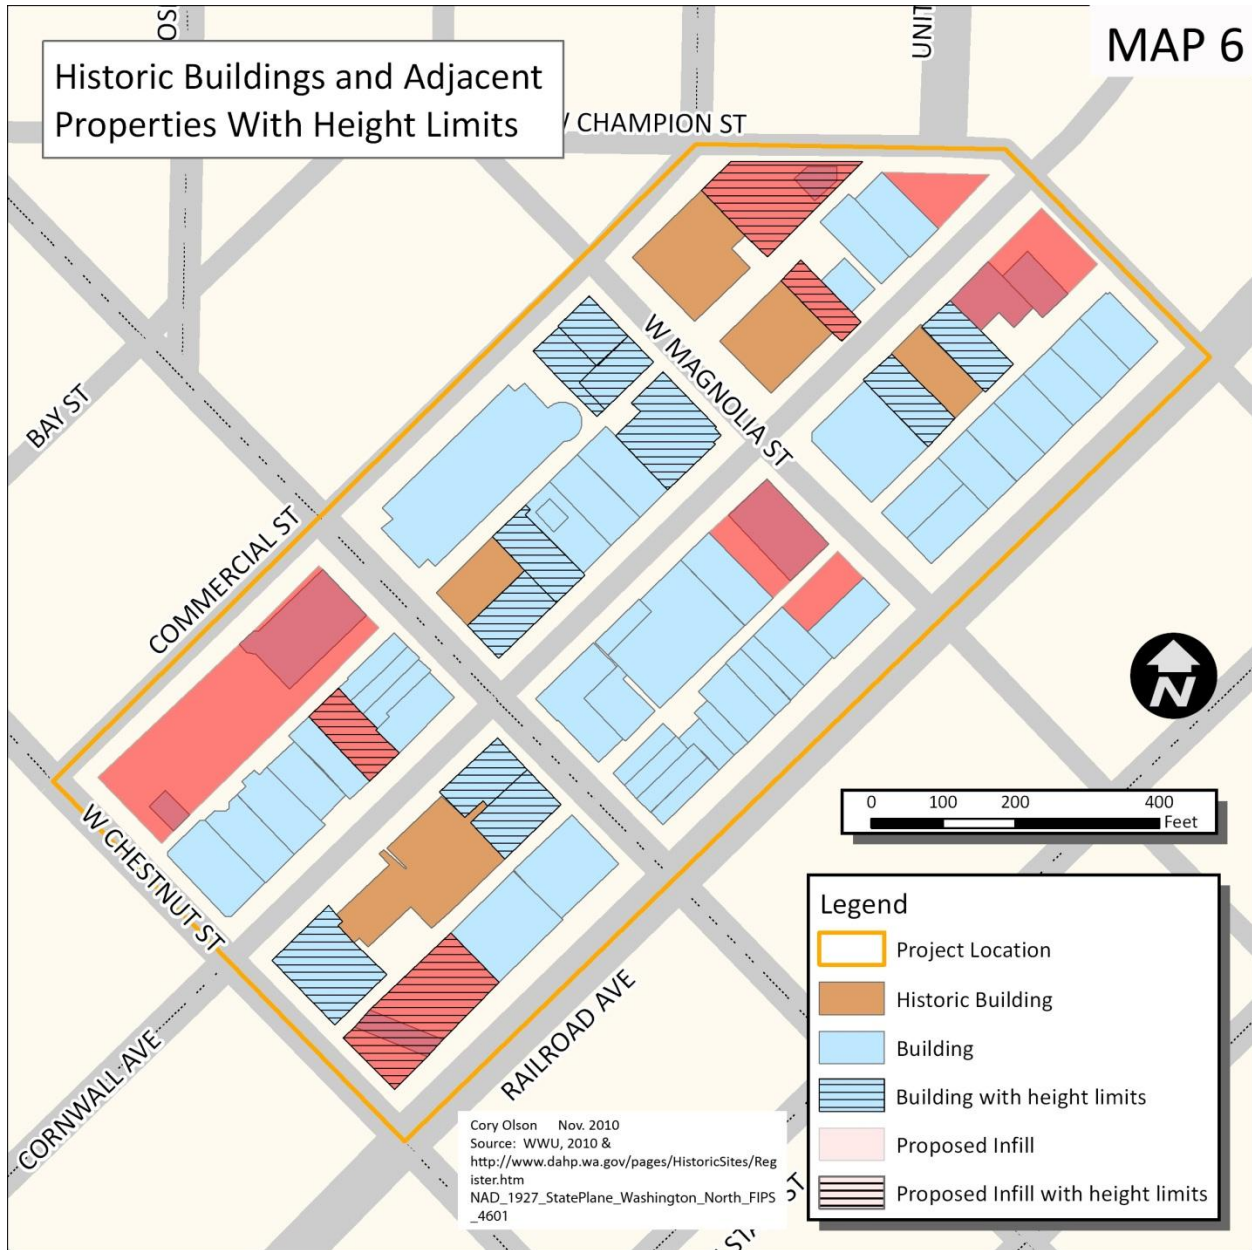 MAP 6
Historic Buildings and Adjacent
Properties With Height Limits
W CHAMPION ST
UNIT
BAY ST
W MAGNOLIA ST
COMMERCIAL ST
W CHESTNUT ST
CORNWALL AVE
RAILROAD AVE
ST
N
0 100 200 400
Feet
Legend
Project Location
Historic Building
Building
Building with height limits
Proposed Infill
Proposed Infill with height limits
Cory Olson Nov. 2010
Source: WWU, 2010 &
http://www.dahp.wa.gov/pages/HistoricSites/Reg
ister.htm
NAD_1927_StatePlane_Washington_North_FIPS
_4601